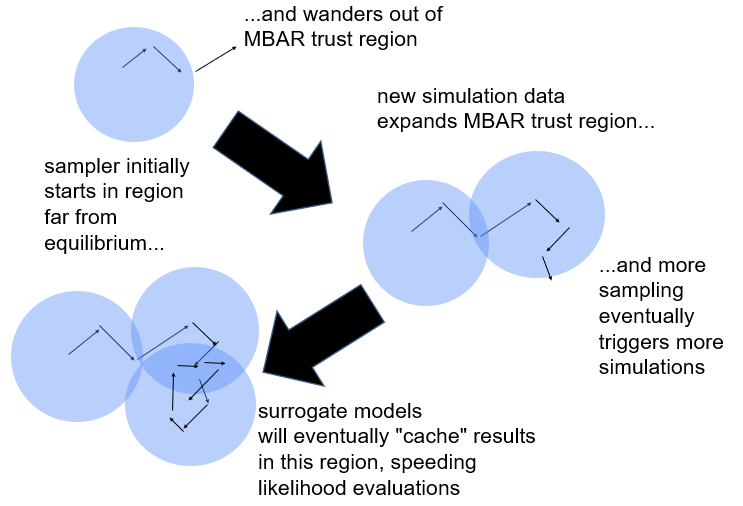 ...and wanders out of
MBAR trust region
sampler initially
starts in region
far from
equilibrium...
new simulation data
expands MBAR trust region...
...and more
sampling
eventually
triggers more
simulations
surrogate models
will eventually "cache" results
in this region, speeding
likelihood evaluations